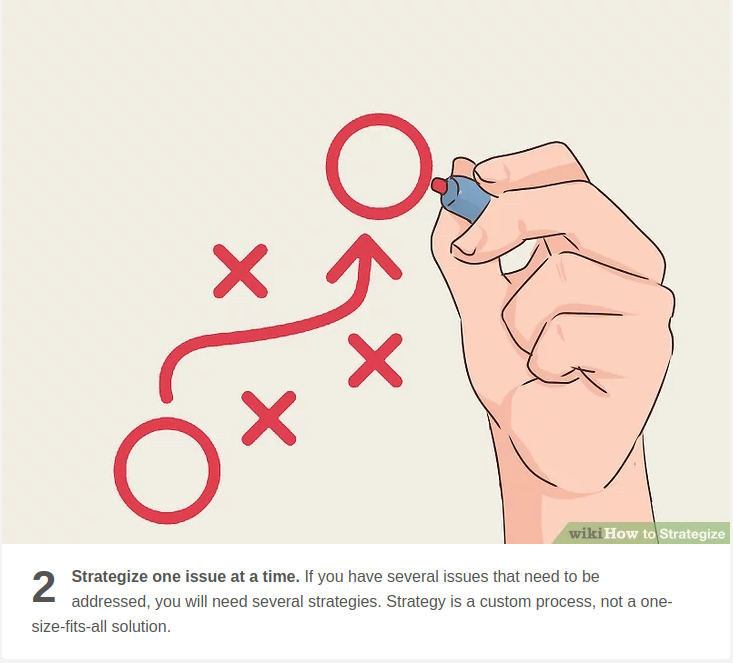 wikiHow to Strategize
2 Strategize one issue at a time. If you have several issues that need to be
addressed, you will need several strategies. Strategy is a custom process, not a one-
size-fits-all solution.